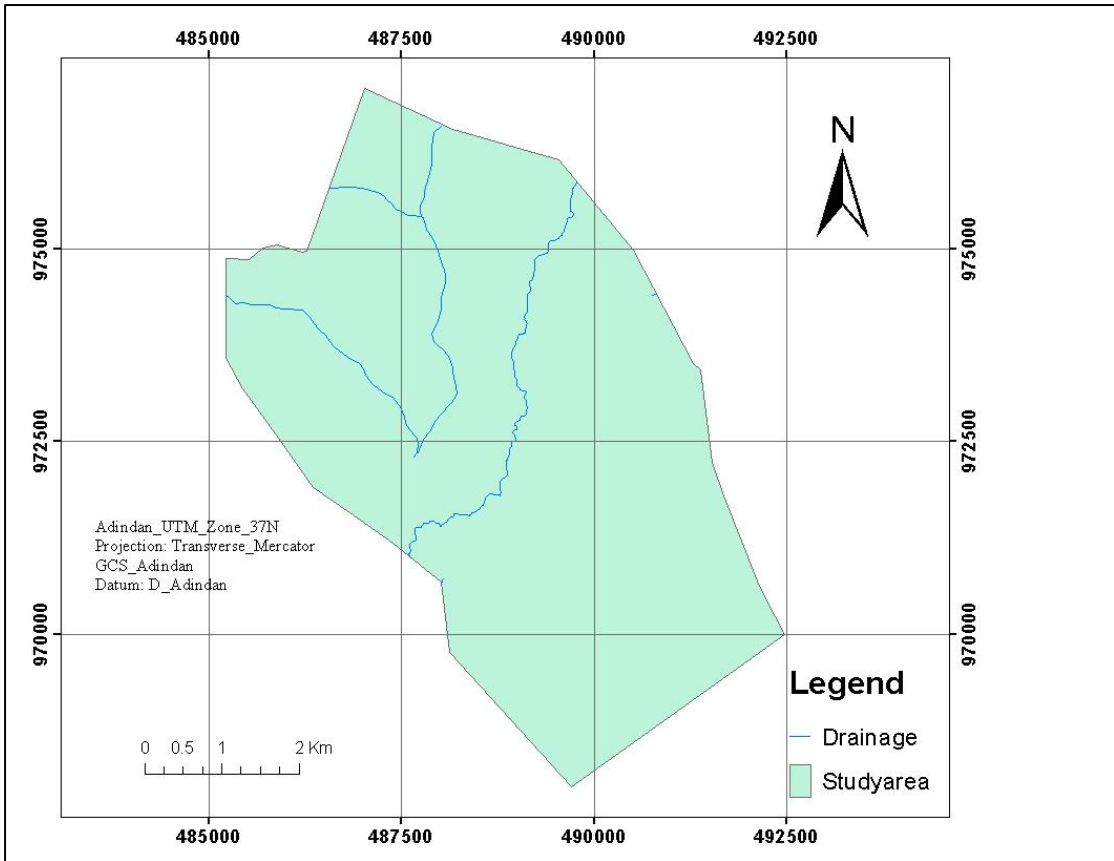 485000 487500 490000 492500
N
975000 975000
972500 972500
Adindan_UTM_Zone_37N
Projection: Transverse_Mercator
GCS_Adindan
Datum: D_Adindan
970000 970000
Legend
Drainage
Studyarea
0 0.5 1 2 Km
485000 487500 490000 492500